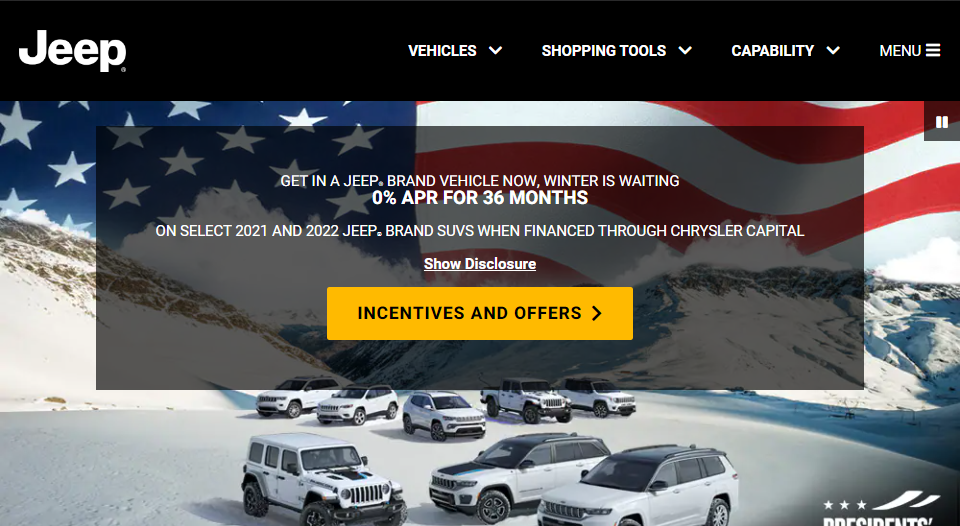 Jeep
VEHICLES
SHOPPING TOOLS
CAPABILITY
MENU
GET IN A JEEP® BRAND VEHICLE NOW, WINTER IS WAITING
0% APR FOR 36 MONTHS
ON SELECT 2021 AND 2022 JEEP® BRAND SUVS WHEN FINANCED THROUGH CHRYSLER CAPITAL
Show Disclosure
INCENTIVES AND OFFERS
PRESIDENTS'